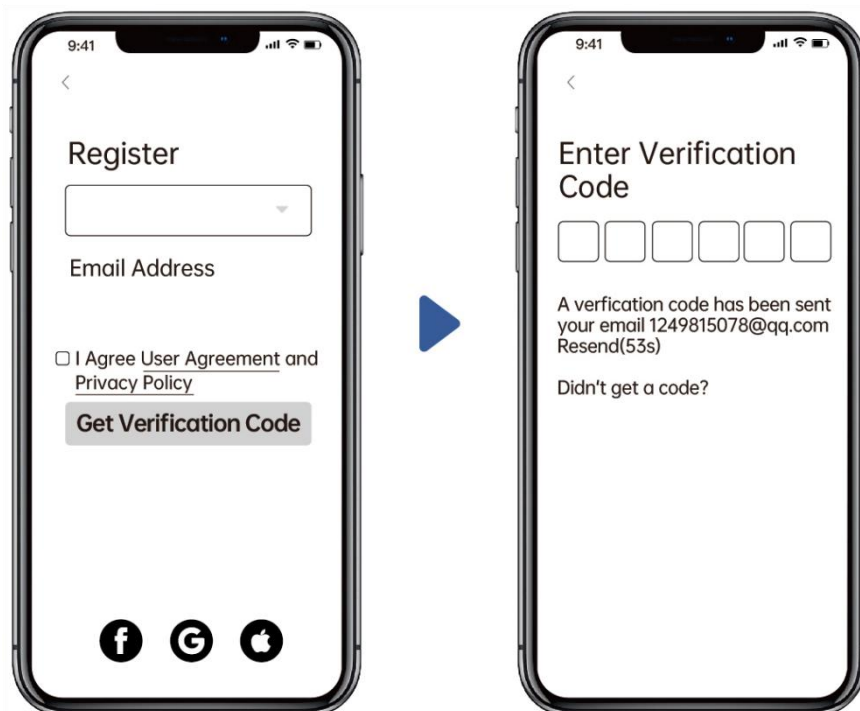 9:41
Register
Email Address
I Agree User Agreement and
Privacy Policy
Get Verification Code
9:41
Enter Verification
Code
A verfication code has been sent
your email 1249815078@qq.com
Resend(53s)
Didn't get a code?